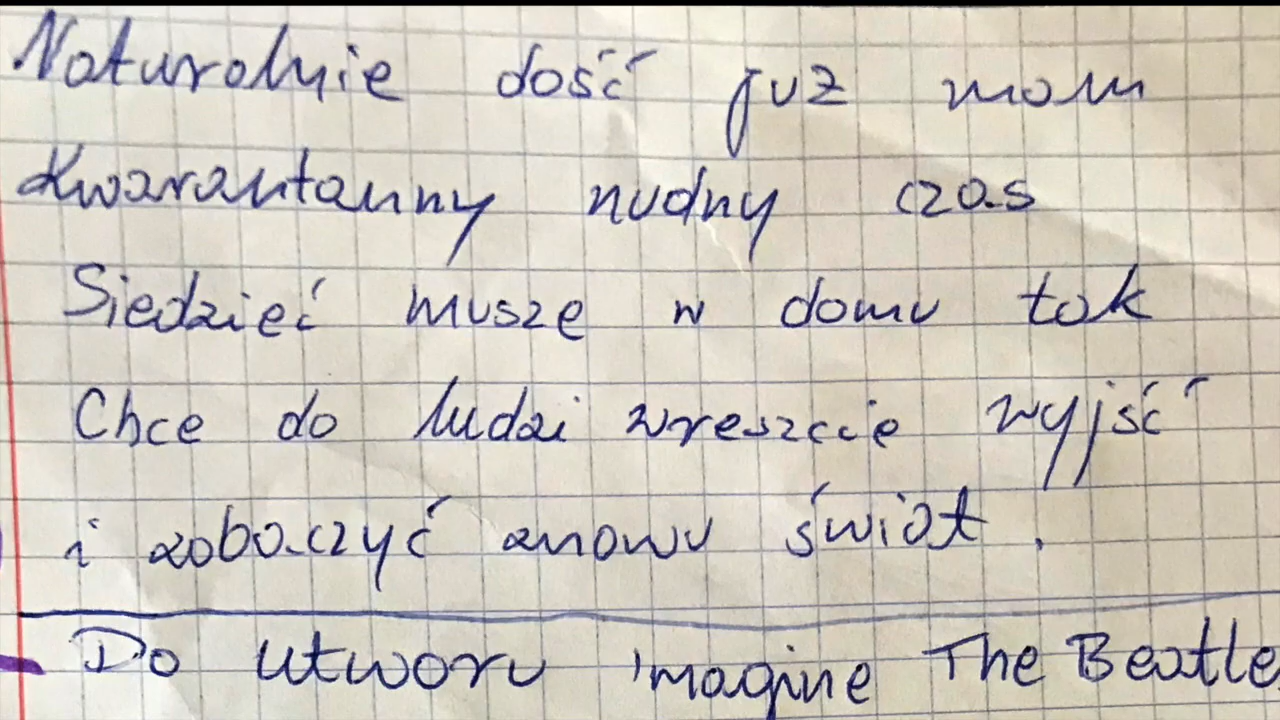 Naturalnie dość już mam
Kwarantanny nudny czas
Siedzieć muszę w domu tak
Chce do ludzi wreszcie wyjść
i zobaczyć znowu świat.
Do utworu imagine The Beatle